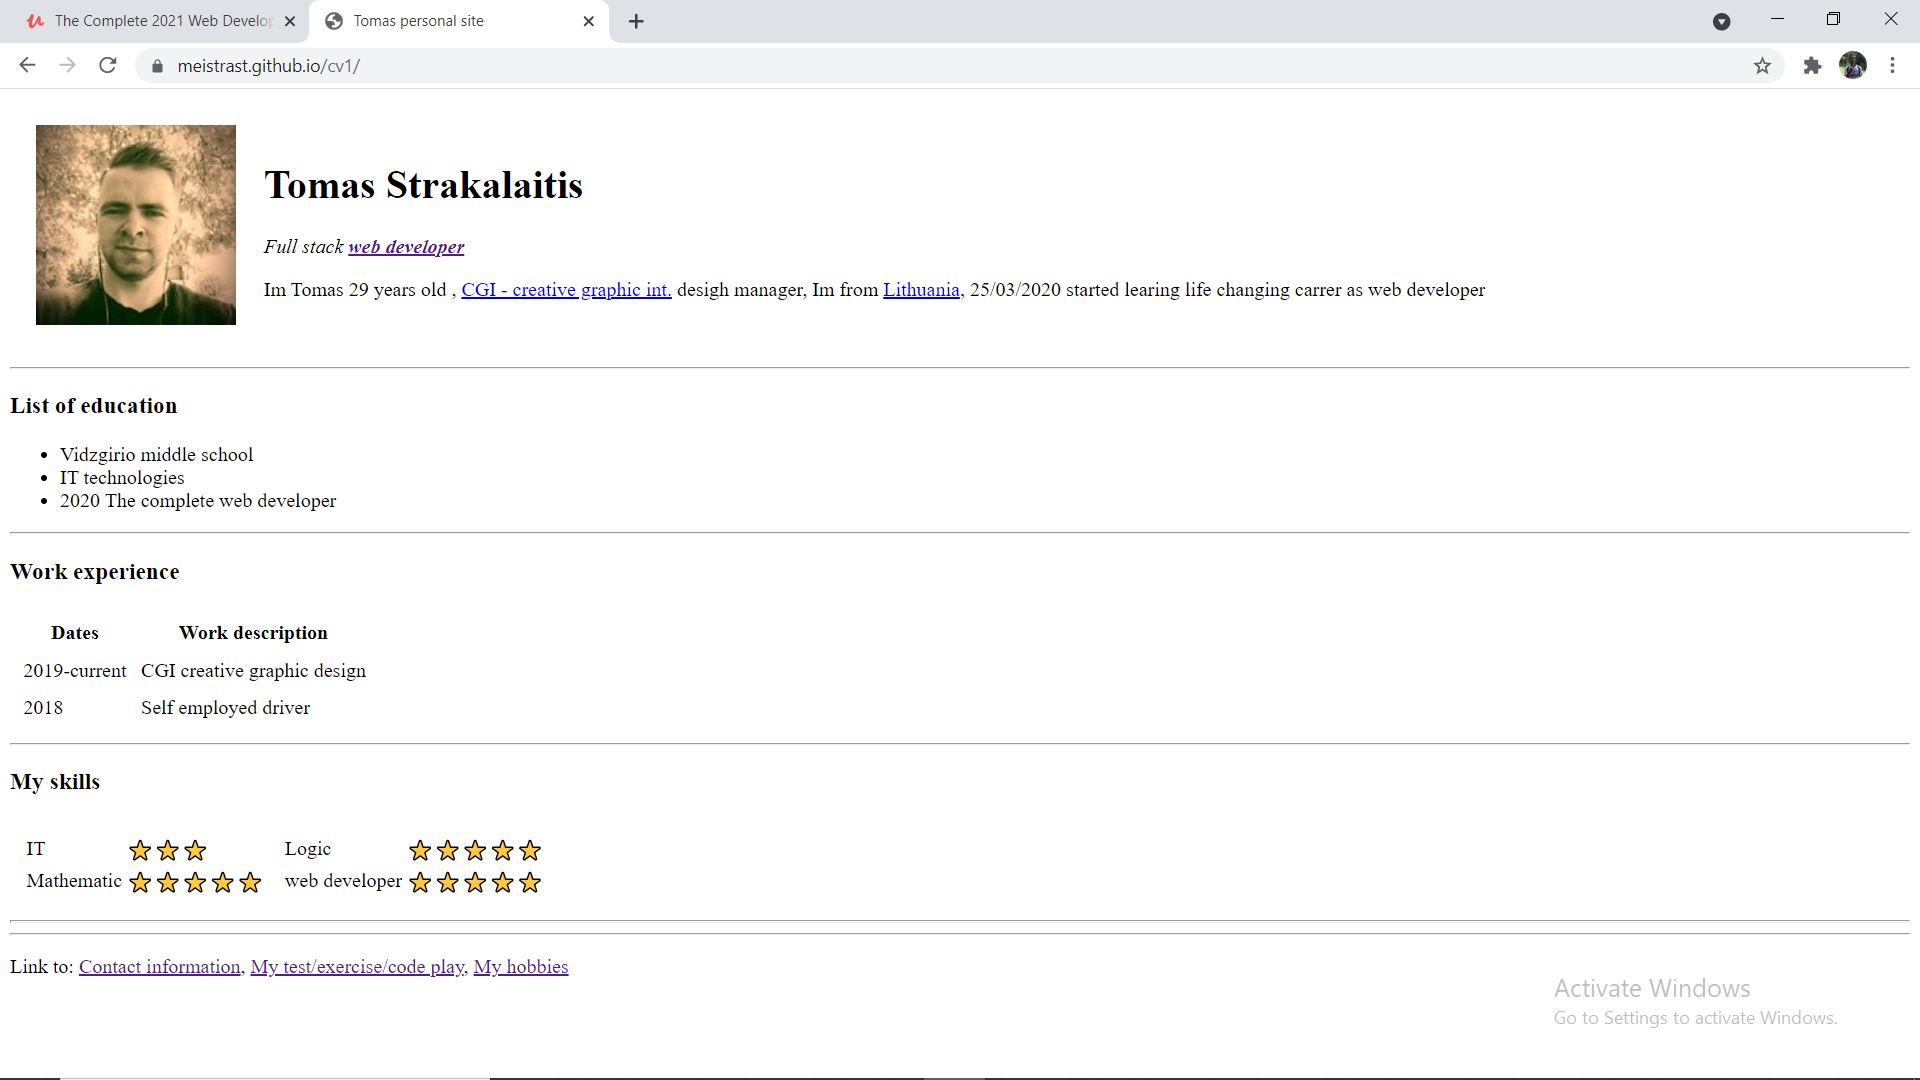 The Complete 2021 Web Develop
Tomas personal site
meistrast.github.io/cv1/
Tomas Strakalaitis
Full stack web developer
Im Tomas 29 years old , CGI - creative graphic int. desigh manager, Im from Lithuania, 25/03/2020 started learing life changing carrer as web developer
List of education
Vidzgirio middle school
IT technologies
2020 The complete web developer
Work experience
Dates Work description
2019-current CGI creative graphic design
2018 Self employed driver
My skills
IT Logic
Mathematic web developer
Link to: Contact information, My test/exercise/code play, My hobbies
Activate Windows
Go to Settings to activate Windows.